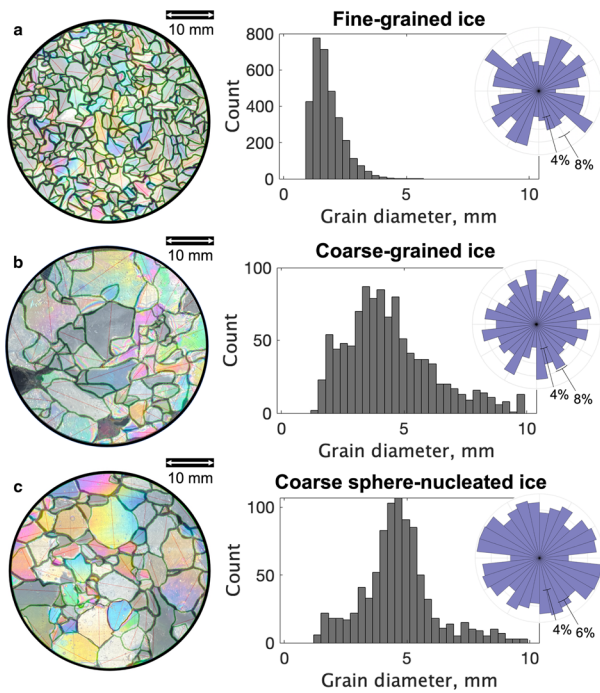 a
10 mm
Fine-grained ice
800
600
400
200
0
Count
0 5 10
Grain diameter, mm
4%
8%
b
10 mm
Coarse-grained ice
100
50
0
Count
0 5 10
Grain diameter, mm
4%
8%
c
10 mm
Coarse sphere-nucleated ice
100
50
0
Count
0 5 10
Grain diameter, mm
4%
6%